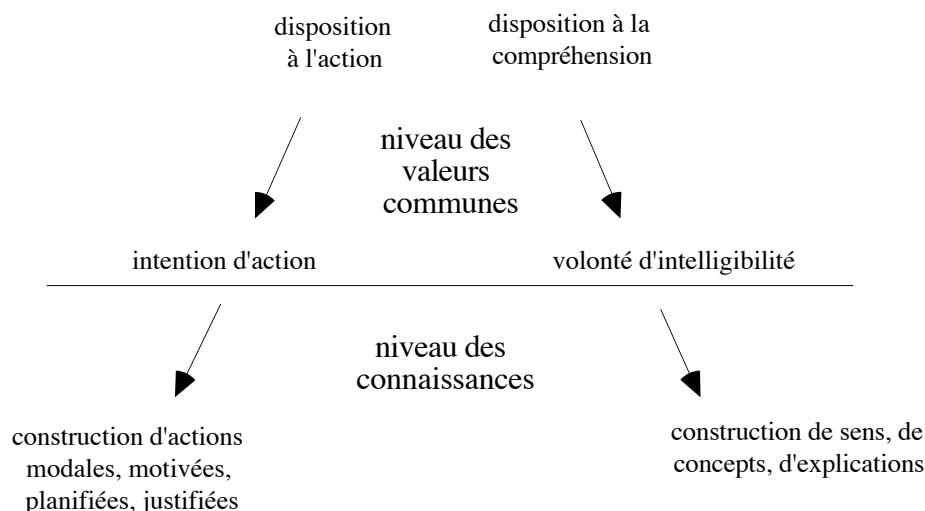 disposition
à l'action
disposition à la
compréhension
niveau des
valeurs
communes
intention d'action
volonté d'intelligibilité
niveau des
connaissances
construction d'actions
modales, motivées,
planifiées, justifiées
construction de sens, de
concepts, d'explications